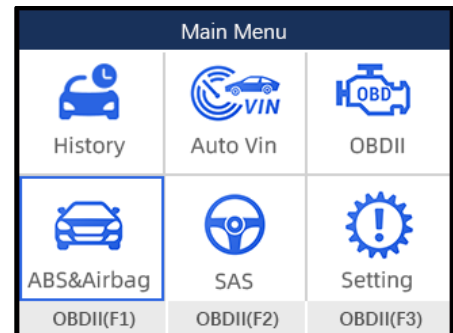 Main Menu
VIN
OBD
History Auto Vin OBDII
ABS&Airbag SAS Setting
OBDII(F1) OBDII(F2) OBDII(F3)